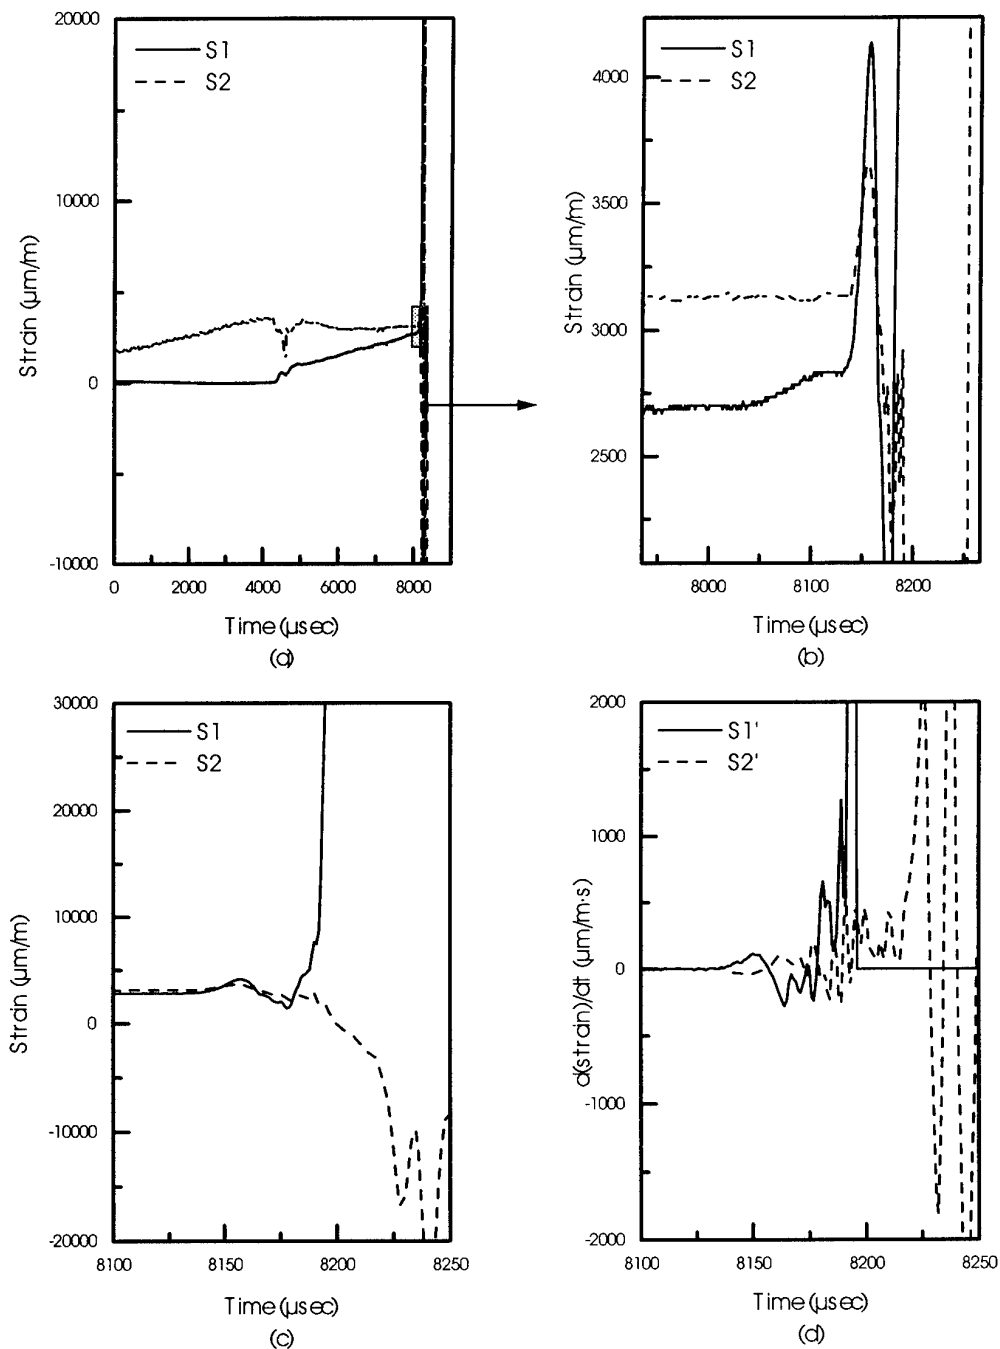 20000
S1
S2
10000
0
-10000
Strain (µm/m)
0 2000 4000 6000 8000
Time (µsec)
(a)
S1
S2
4000
3500
3000
2500
Strain (µm/m)
8000 8100 8200
Time (µsec)
(b)
30000
S1
S2
20000
10000
0
-10000
-20000
Strain (µm/m)
8100 8150 8200 8250
Time (µsec)
(c)
2000
S1'
S2'
1000
0
-1000
-2000
d(strain)/dt (µm/m·s)
8100 8150 8200 8250
Time (µsec)
(d)